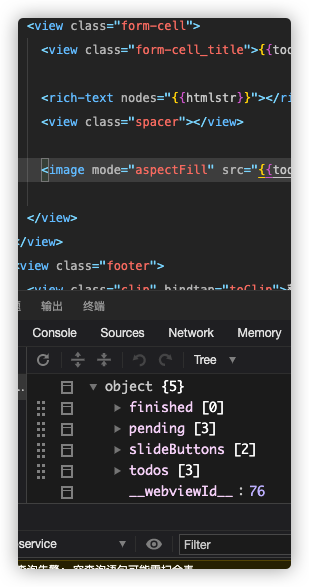 <view class="form-cell">
<view class="form-cell_title">{{tod
<rich-text nodes="{{htmlstr}}"></ri
<view class="spacer"></view>
<image mode="aspectFill" src="{{tod
</view>
</view>
<view class="footer">
<view class="clip" bindtap="toClip">
输出 终端
Console Sources Network Memory
Tree
object {5}
finished [0]
pending [3]
slideButtons [2]
todos [3]
__webviewId__ : 76
service
Filter